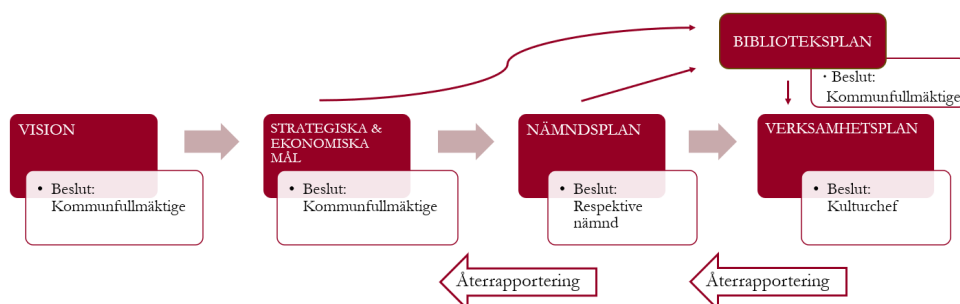 BIBLIOTEKSPLAN
• Beslut:
Kommunfullmäktige
VISION
• Beslut:
Kommunfullmäktige
STRATEGISKA &
EKONOMISKA
MÅL
• Beslut:
Kommunfullmäktige
NÄMNDSPLAN
• Beslut:
Respektive
nämnd
VERKSAMHETSPLAN
• Beslut:
Kulturchef
Återrapportering
Återrapportering